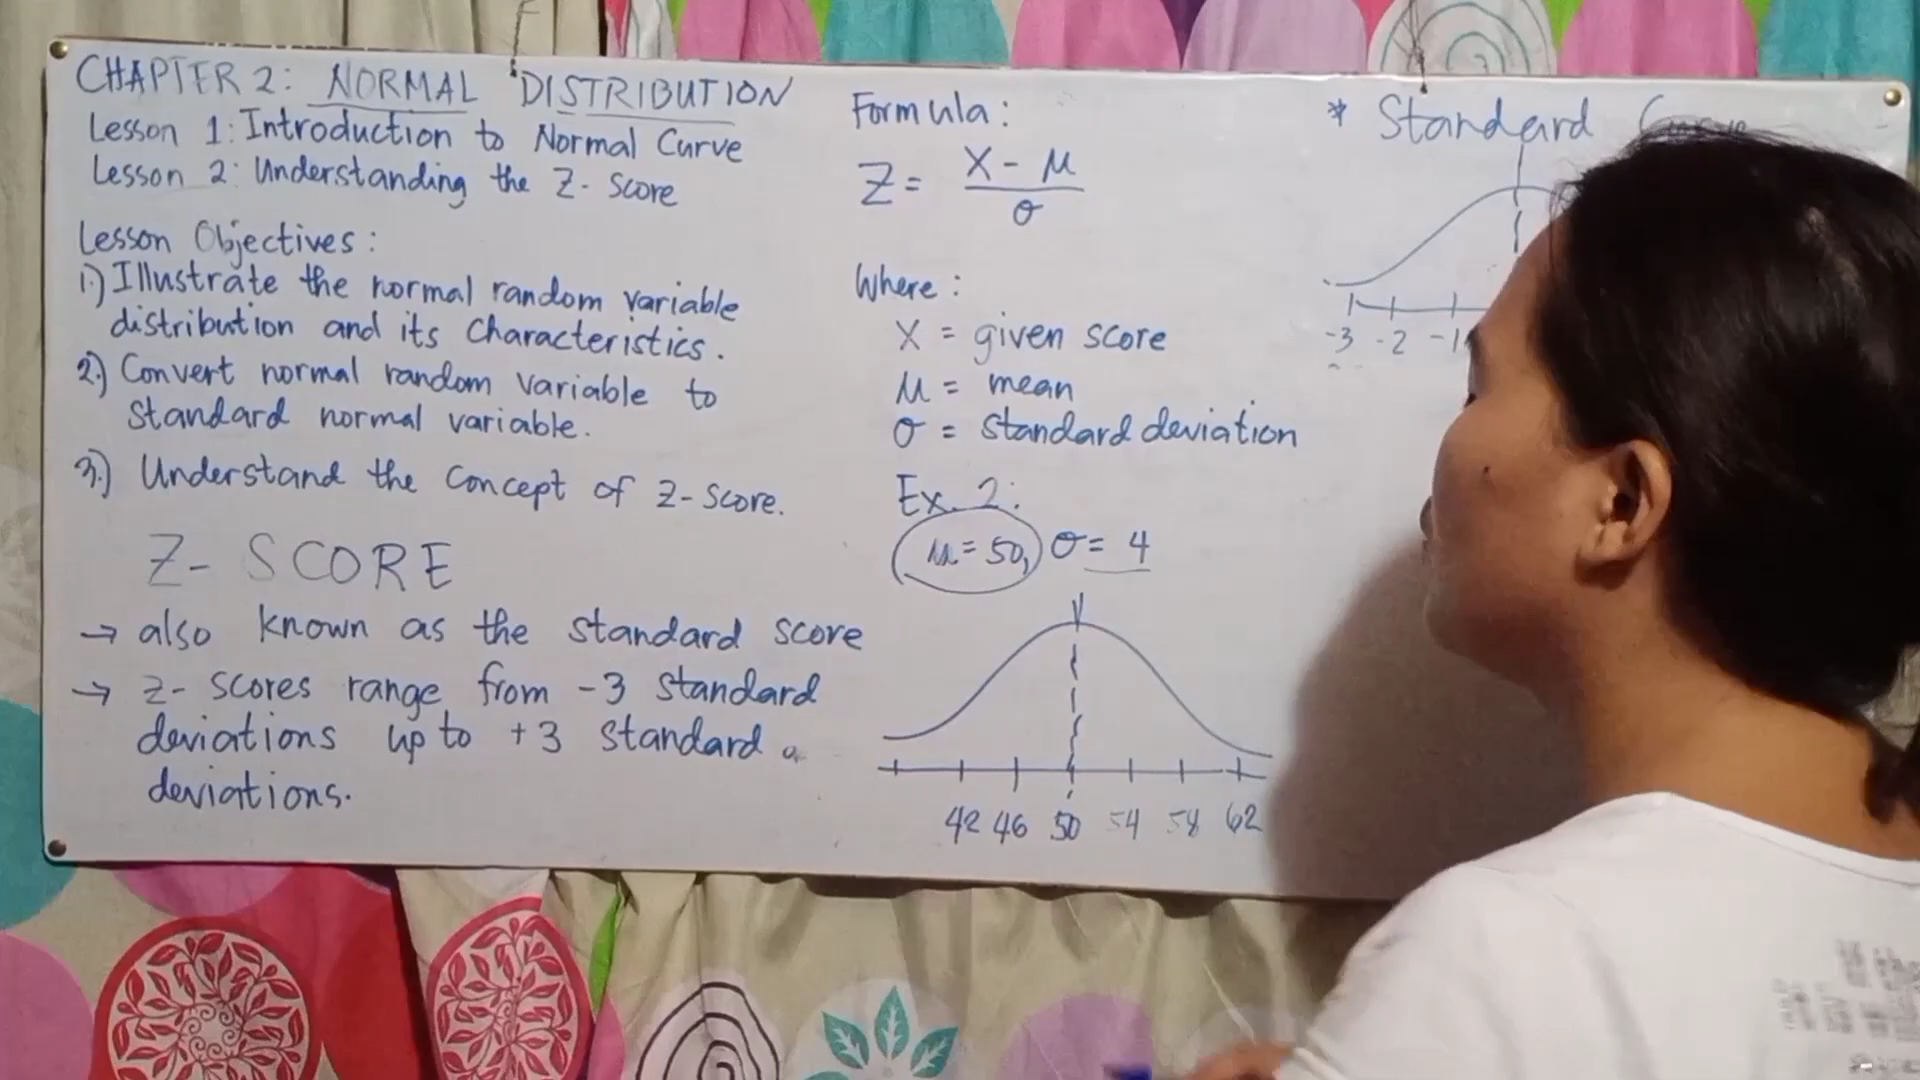 CHAPTER 2: NORMAL DISTRIBUTION
Lesson 1: Introduction to Normal Curve
Lesson 2: Understanding the Z-Score
Lesson Objectives:
1.) Illustrate the normal random variable
distribution and its characteristics.
2.) Convert normal random variable to
standard normal variable.
3.) Understand the concept of z-score.
Z-SCORE
→ also known as the standard score
→ z-scores range from -3 standard
deviations up to +3 standard
deviations.
Formula:
Z = X - μ
σ
Where:
X = given score
μ = mean
σ = standard deviation
Ex. 2:
μ = 50, σ = 4
42 46 50 54 58 62
* Standard
-3 -2 -1